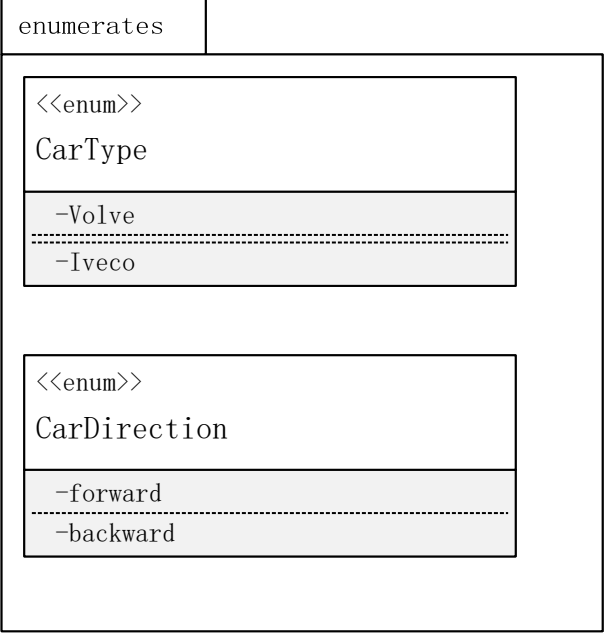 enumerates
<<enum>>
CarType
-Volve
-Iveco
<<enum>>
CarDirection
-forward
-backward